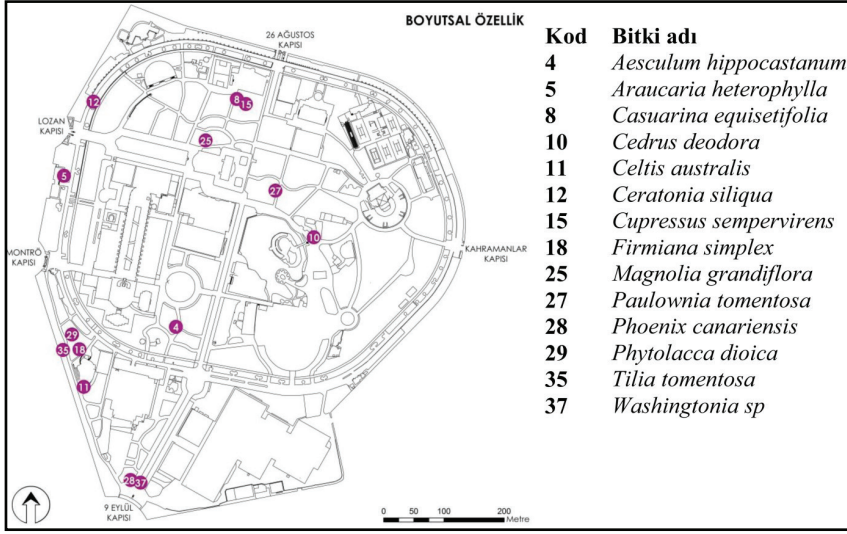 BOYUTSAL ÖZELLİK
26 AĞUSTOS
KAPISI
LOZAN
KAPISI
MONTRÖ
KAPISI
KAHRAMANLAR
KAPISI
9 EYLÜL
KAPISI
12
8
15
25
5
27
10
4
29
35
18
11
28
37
0 50 100 200
Metre
Kod Bitki adı
4 Aesculum hippocastanum
5 Araucaria heterophylla
8 Casuarina equisetifolia
10 Cedrus deodora
11 Celtis australis
12 Ceratonia siliqua
15 Cupressus sempervirens
18 Firmiana simplex
25 Magnolia grandiflora
27 Paulownia tomentosa
28 Phoenix canariensis
29 Phytolacca dioica
35 Tilia tomentosa
37 Washingtonia sp